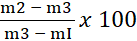 m2 – m3
m3 – mI x 100